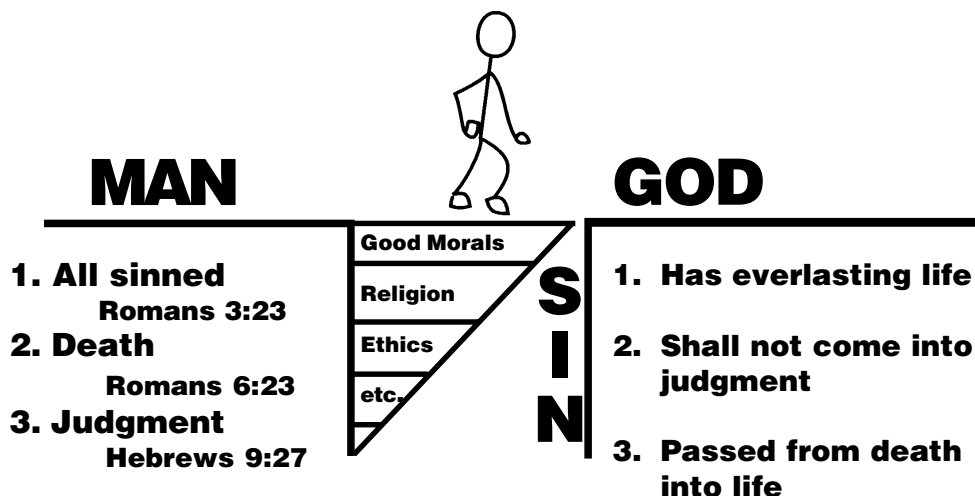 MAN
1. All sinned
Romans 3:23
2. Death
Romans 6:23
3. Judgment
Hebrews 9:27
Good Morals
Religion
Ethics
etc.
SIN
GOD
1. Has everlasting life
2. Shall not come into
judgment
3. Passed from death
into life